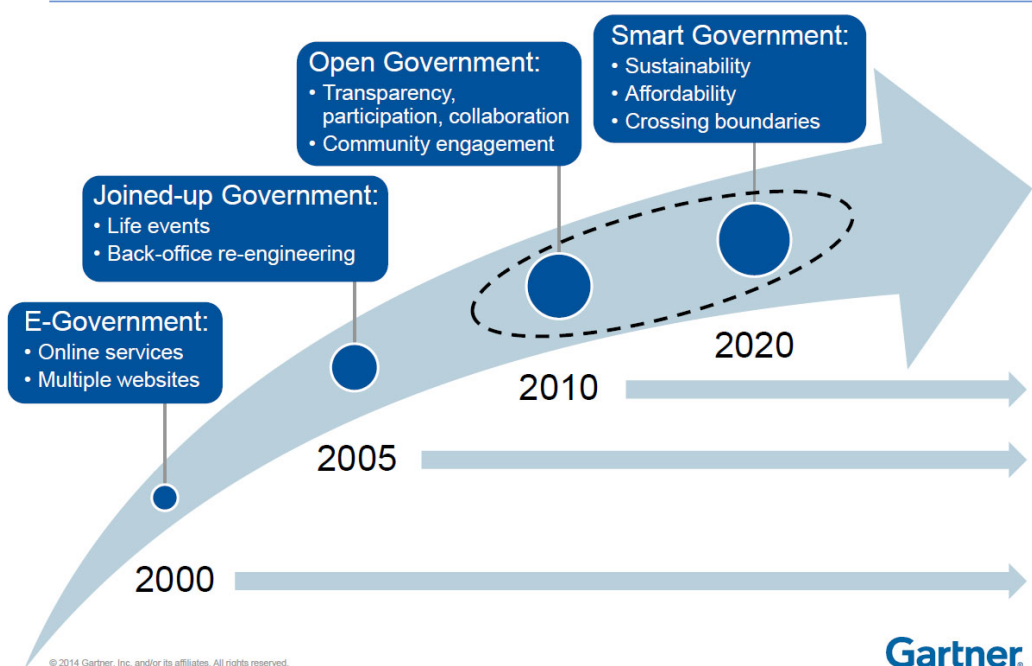 Smart Government:
• Sustainability
• Affordability
• Crossing boundaries
Open Government:
• Transparency,
participation, collaboration
• Community engagement
Joined-up Government:
• Life events
• Back-office re-engineering
E-Government:
• Online services
• Multiple websites
2020
2010
2005
2000
© 2014 Gartner, Inc. and/or its affiliates. All rights reserved.
Gartner